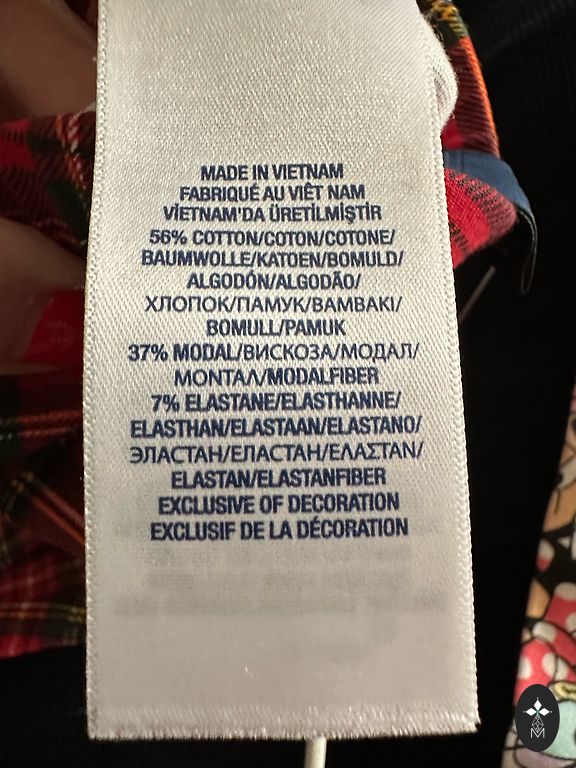 MADE IN VIETNAM
FABRIQUÉ AU VIÊT NAM
VİETNAM'DA ÜRETİLMİŞTİR
56% COTTON/COTON/COTONE/
BAUMWOLLE/KATOEN/BOMULD/
ALGODÓN/ALGODÃO/
ХЛОПОК/ПАМУК/ΒΑΜΒΑΚΙ/
BOMULL/PAMUK
37% MODAL/ВИСКОЗА/МОДАЛ/
ΜΟΝΤΑΛ/MODALFIBER
7% ELASTANE/ELASTHANNE/
ELASTHAN/ELASTAAN/ELASTANO/
ЭЛАСТАН/ЕЛАСТАН/ΕΛΑΣΤΑΝ/
ELASTAN/ELASTANFIBER
EXCLUSIVE OF DECORATION
EXCLUSIF DE LA DÉCORATION